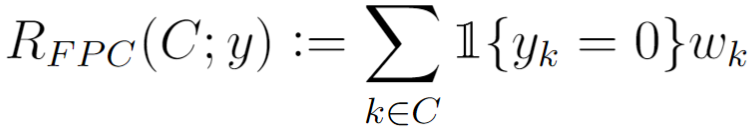 R_{FPC}(C; y) := \sum_{k \in C} \mathbb{1}\{y_k = 0\} w_k